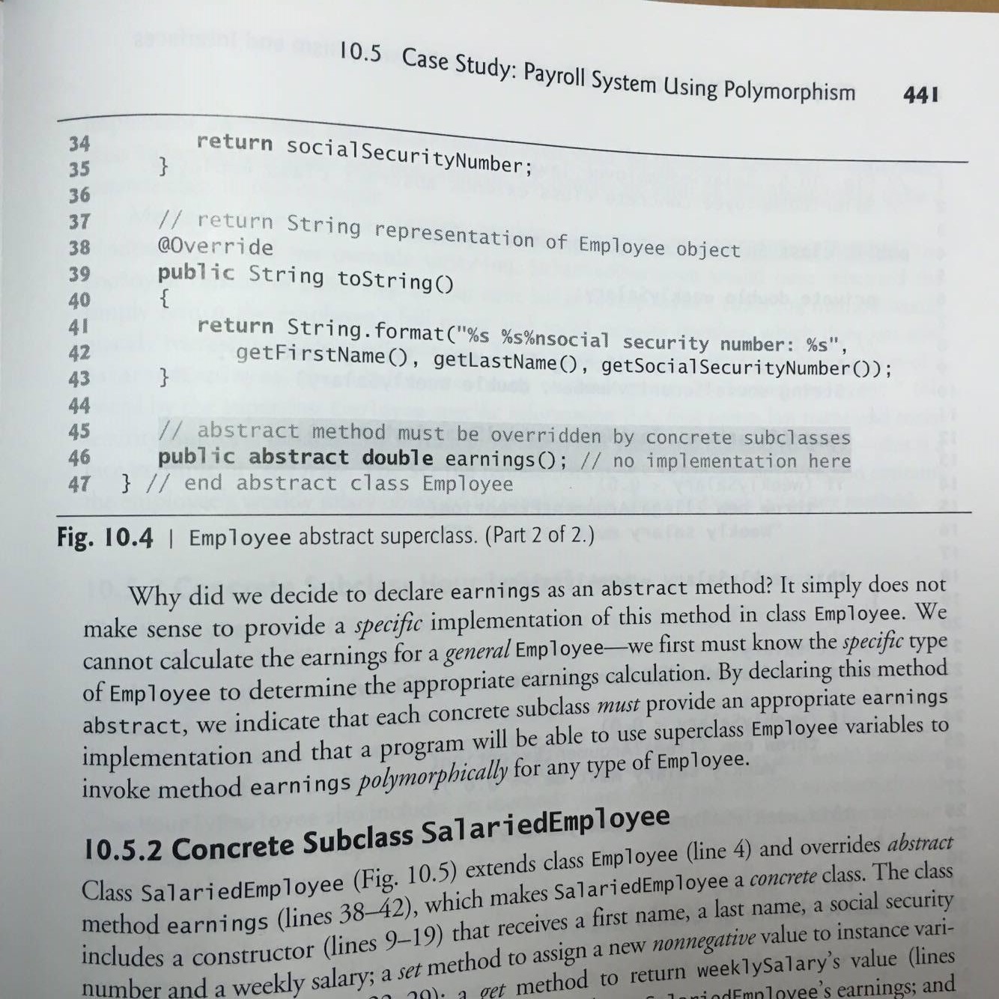 10.5 Case Study: Payroll System Using Polymorphism 441
34 return socialSecurityNumber;
35 }
36
37 // return String representation of Employee object
38 @Override
39 public String toString()
40 {
41 return String.format("%s %s%nsocial security number: %s",
42 getFirstName(), getLastName(), getSocialSecurityNumber());
43 }
44
45 // abstract method must be overridden by concrete subclasses
46 public abstract double earnings(); // no implementation here
47 } // end abstract class Employee
Fig. 10.4 | Employee abstract superclass. (Part 2 of 2.)
Why did we decide to declare earnings as an abstract method? It simply does not
make sense to provide a specific implementation of this method in class Employee. We
cannot calculate the earnings for a general Employee—we first must know the specific type
of Employee to determine the appropriate earnings calculation. By declaring this method
abstract, we indicate that each concrete subclass must provide an appropriate earnings
implementation and that a program will be able to use superclass Employee variables to
invoke method earnings polymorphically for any type of Employee.
10.5.2 Concrete Subclass SalariedEmployee
Class SalariedEmployee (Fig. 10.5) extends class Employee (line 4) and overrides abstract
method earnings (lines 38–42), which makes SalariedEmployee a concrete class. The class
includes a constructor (lines 9–19) that receives a first name, a last name, a social security
number and a weekly salary; a set method to assign a new nonnegative value to instance vari-
a get method to return weeklySalary's value (lines
earnings; and